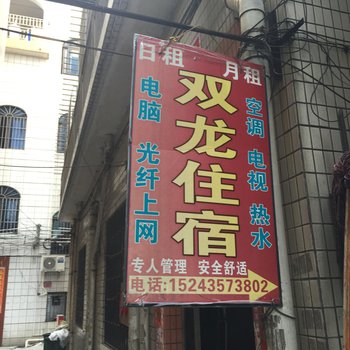 日租 月租
双龙住宿
电脑 光纤上网
空调 电视 热水
专人管理 安全舒适
电话:15243573802